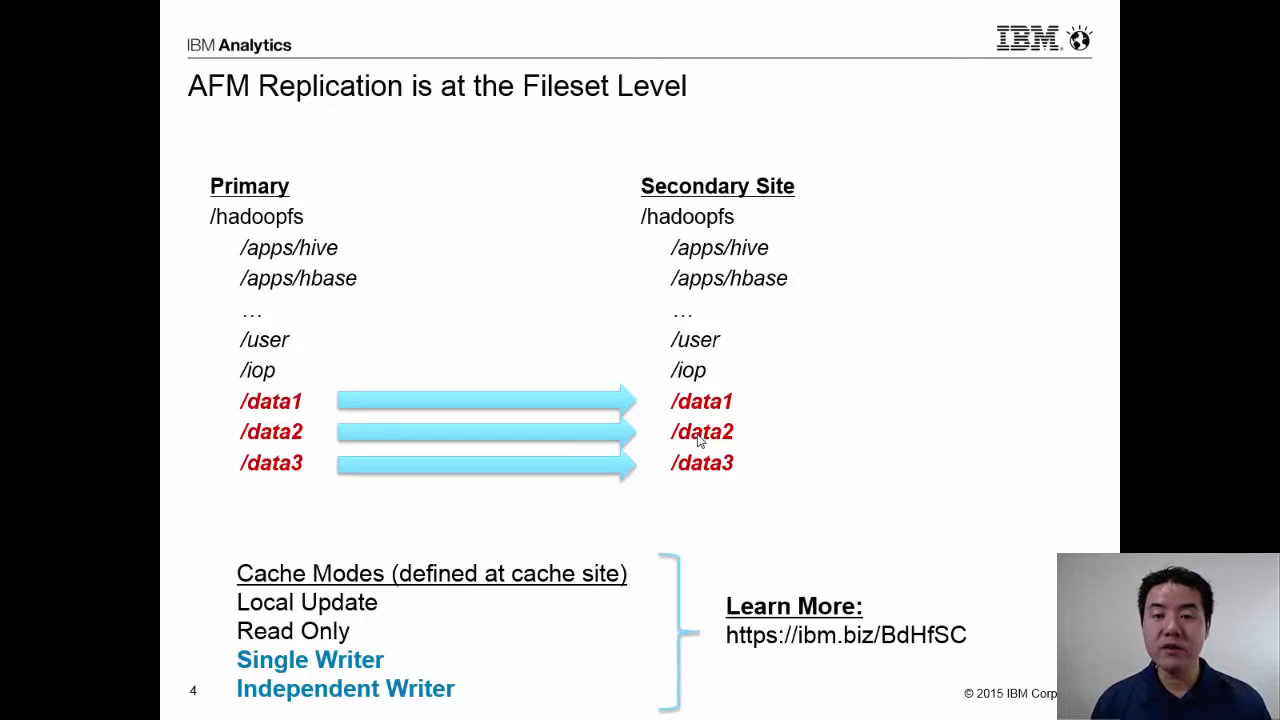 IBM Analytics
IBM
AFM Replication is at the Fileset Level
Primary
/hadoopfs
/apps/hive
/apps/hbase
…
/user
/iop
/data1
/data2
/data3
Secondary Site
/hadoopfs
/apps/hive
/apps/hbase
…
/user
/iop
/data1
/data2
/data3
Cache Modes (defined at cache site)
Local Update
Read Only
Single Writer
Independent Writer
Learn More:
https://ibm.biz/BdHfSC
4
© 2015 IBM Corp